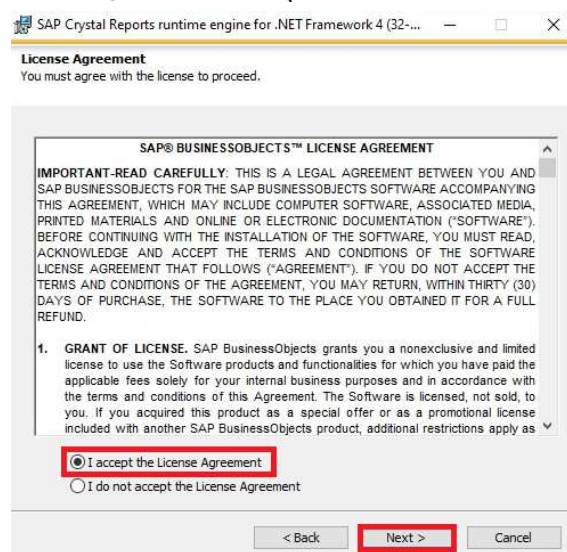 SAP Crystal Reports runtime engine for .NET Framework 4 (32-...
License Agreement
You must agree with the license to proceed.
SAP® BUSINESSOBJECTS™ LICENSE AGREEMENT
IMPORTANT-READ CAREFULLY: THIS IS A LEGAL AGREEMENT BETWEEN YOU AND
SAP BUSINESSOBJECTS FOR THE SAP BUSINESSOBJECTS SOFTWARE ACCOMPANYING
THIS AGREEMENT, WHICH MAY INCLUDE COMPUTER SOFTWARE, ASSOCIATED MEDIA,
PRINTED MATERIALS AND ONLINE OR ELECTRONIC DOCUMENTATION ("SOFTWARE").
BEFORE CONTINUING WITH THE INSTALLATION OF THE SOFTWARE, YOU MUST READ,
ACKNOWLEDGE AND ACCEPT THE TERMS AND CONDITIONS OF THE SOFTWARE
LICENSE AGREEMENT THAT FOLLOWS ("AGREEMENT"). IF YOU DO NOT ACCEPT THE
TERMS AND CONDITIONS OF THE AGREEMENT, YOU MAY RETURN, WITHIN THIRTY (30)
DAYS OF PURCHASE, THE SOFTWARE TO THE PLACE YOU OBTAINED IT FOR A FULL
REFUND.
1. GRANT OF LICENSE. SAP BusinessObjects grants you a nonexclusive and limited
license to use the Software products and functionalities for which you have paid the
applicable fees solely for your internal business purposes and in accordance with
the terms and conditions of this Agreement. The Software is licensed, not sold, to
you. If you acquired this product as a special offer or as a promotional license
included with another SAP BusinessObjects product, additional restrictions apply as
I accept the License Agreement
I do not accept the License Agreement
< Back Next > Cancel